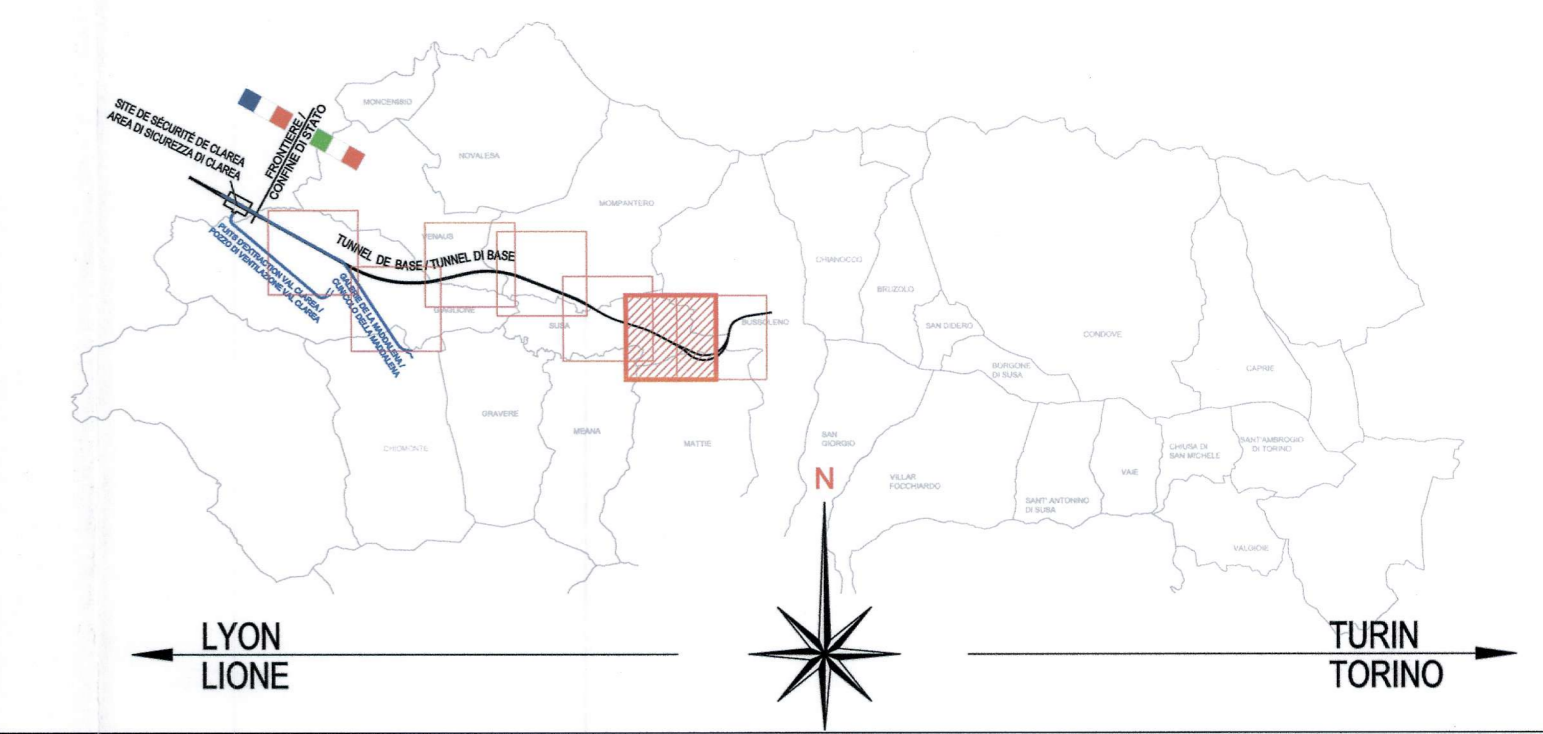 MONCENISIO
SITE DE SÉCURITÉ DE CLAREA
AREA DI SICUREZZA DI CLAREA
FRONTIERE /
CONFINE DI STATO
NOVALESA
MOMPANTERO
VENAUS
TUNNEL DE BASE / TUNNEL DI BASE
PUITS D'EXTRACTION VAL CLAREA /
POZZO DI VENTILAZIONE VAL CLAREA
GALERIE DE LA MADDALENA /
CUNICOLO DELLA MADDALENA
GIAGLIONE
SUSA
BUSSOLENO
CHIANOCCO
BRUZOLO
SAN DIDERO
CONDOVE
BORGONE
DI SUSA
CAPRIE
GRAVERE
MEANA
MATTIE
CHIOMONTE
SAN
GIORGIO
VILLAR
FOCCHIARDO
SANT' ANTONINO
DI SUSA
VAIE
CHIUSA DI
SAN MICHELE
SANT'AMBROGIO
DI TORINO
VALGIOIE
N
LYON
LIONE
TURIN
TORINO